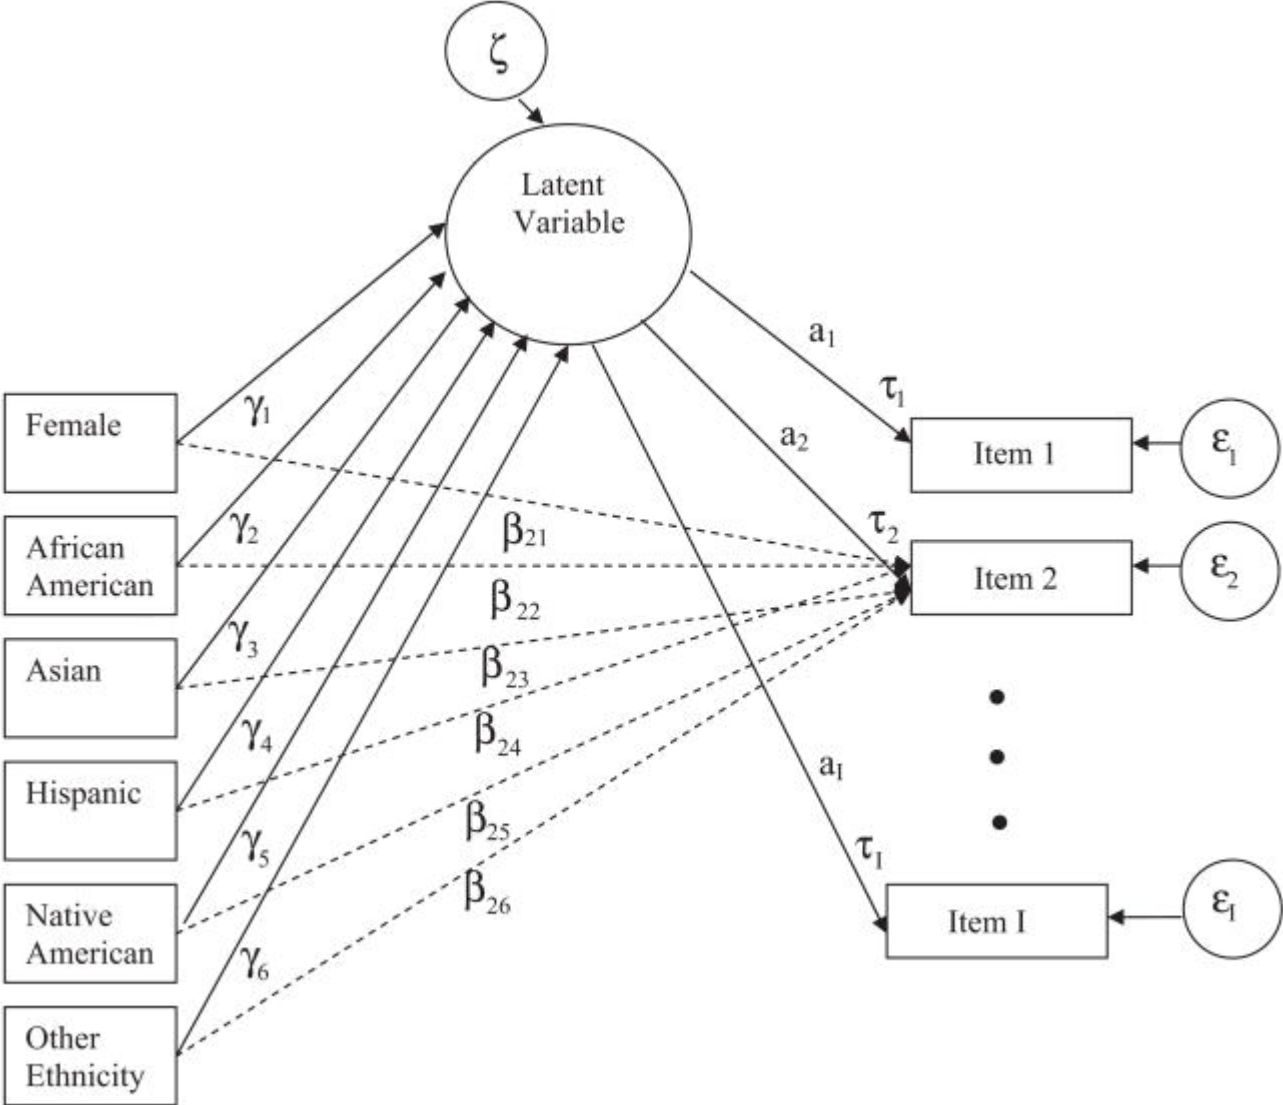 ζ
Latent
Variable
a1
τ1
Female
γ1
a2
Item 1
ε1
African
American
γ2
β21
τ2
Item 2
ε2
β22
Asian
γ3
β23
Hispanic
γ4
β24
aI
γ5
β25
τI
Native
American
β26
Item I
εI
γ6
Other
Ethnicity